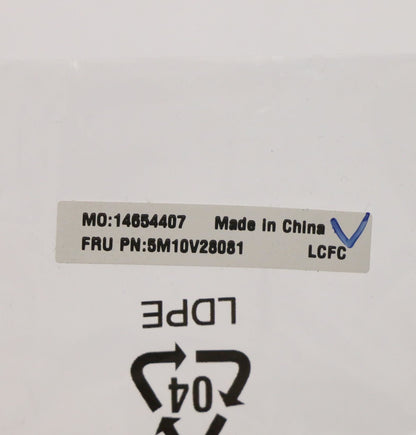 MO:14654407 Made in China
FRU PN:5M10V28081 LCFC
LDPE
04